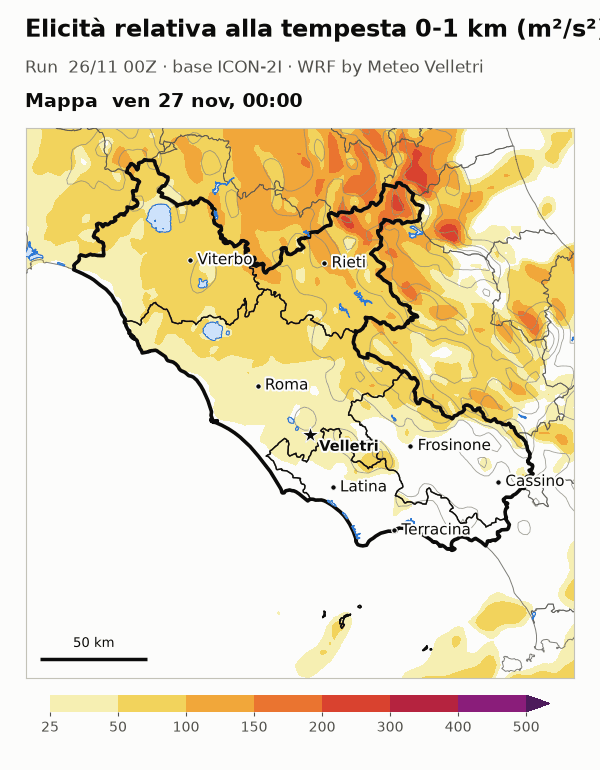 Elicità relativa alla tempesta 0-1 km (m²/s²)
Run 26/11 00Z · base ICON-2I · WRF by Meteo Velletri
Mappa ven 27 nov, 00:00
Viterbo
Rieti
Roma
Velletri
Frosinone
Cassino
Latina
Terracina
50 km
25 50 100 150 200 300 400 500